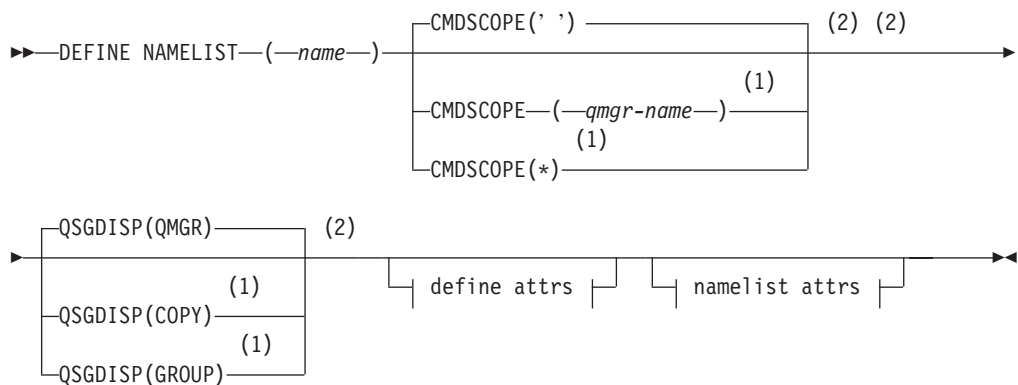 CMDSCOPE(’ ’) (2) (2)
DEFINE NAMELIST ( name )
(1)
CMDSCOPE ( qmgr-name )
(1)
CMDSCOPE(*)
QSGDISP(QMGR) (2)
define attrs namelist attrs
(1)
QSGDISP(COPY)
(1)
QSGDISP(GROUP)